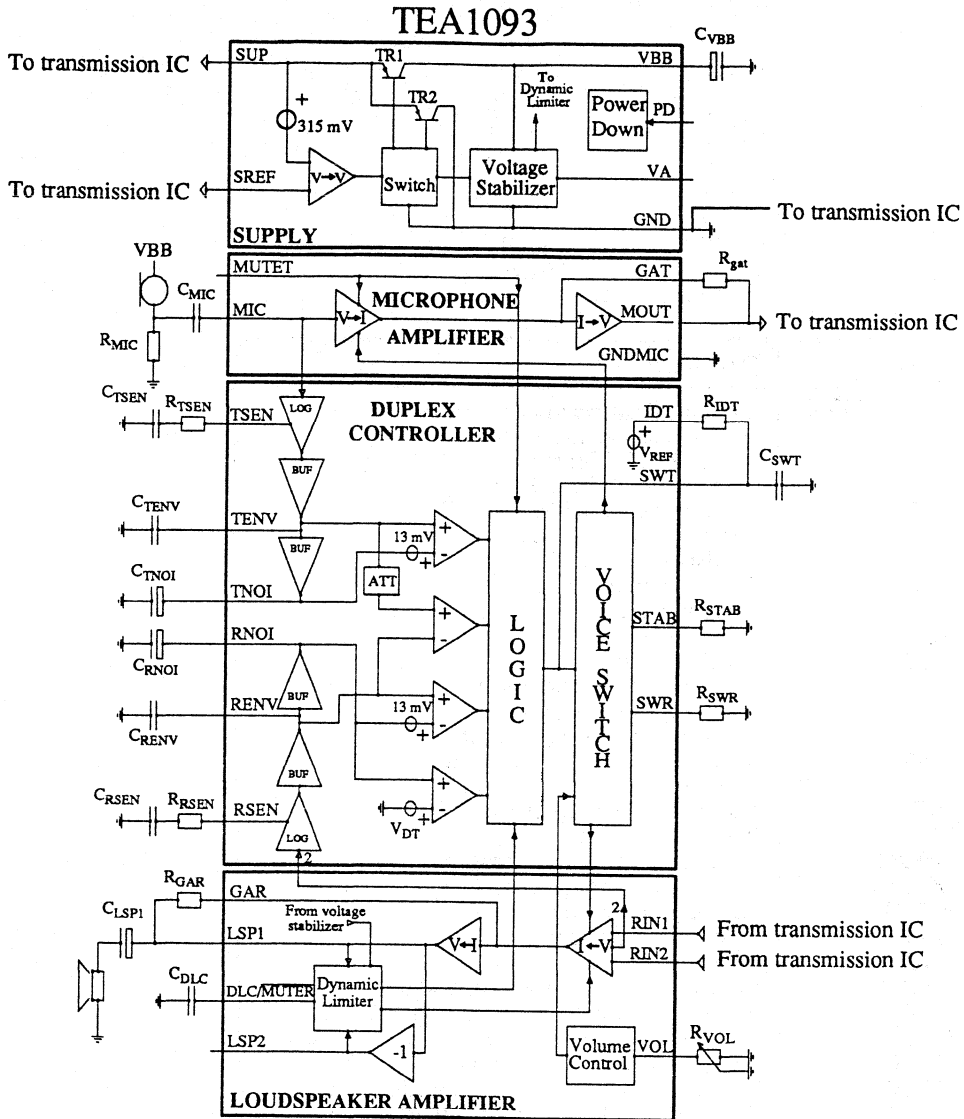 TEA1093
SUP
TR1
VBB
C_VBB
To transmission IC
TR2
To
Dynamic
Limiter
Power
Down
PD
+
315 mV
V→V
Switch
Voltage
Stabilizer
VA
To transmission IC
SREF
GND
To transmission IC
SUPPLY
VBB
MUTET
GAT
R_gat
C_MIC
MIC
V→I
MICROPHONE
AMPLIFIER
I→V
MOUT
To transmission IC
R_MIC
GNDMIC
C_TSEN
R_TSEN
TSEN
LOG
DUPLEX
CONTROLLER
IDT
R_IDT
+
V_REF
SWT
C_SWT
BUF
C_TENV
TENV
BUF
13 mV
+
+
-
ATT
C_TNOI
TNOI
+
-
RNOI
C_RNOI
LOGIC
VOICE SWITCH
STAB
R_STAB
BUF
RENV
C_RENV
13 mV
+
+
-
SWR
R_SWR
BUF
C_RSEN
R_RSEN
RSEN
LOG
2
V_DT
+
+
-
R_GAR
GAR
C_LSP1
LSP1
From voltage
stabilizer
V←I
2
I←V
RIN1
From transmission IC
RIN2
From transmission IC
C_DLC
DLC/MUTER
Dynamic
Limiter
LSP2
-1
Volume
Control
VOL
R_VOL
LOUDSPEAKER AMPLIFIER